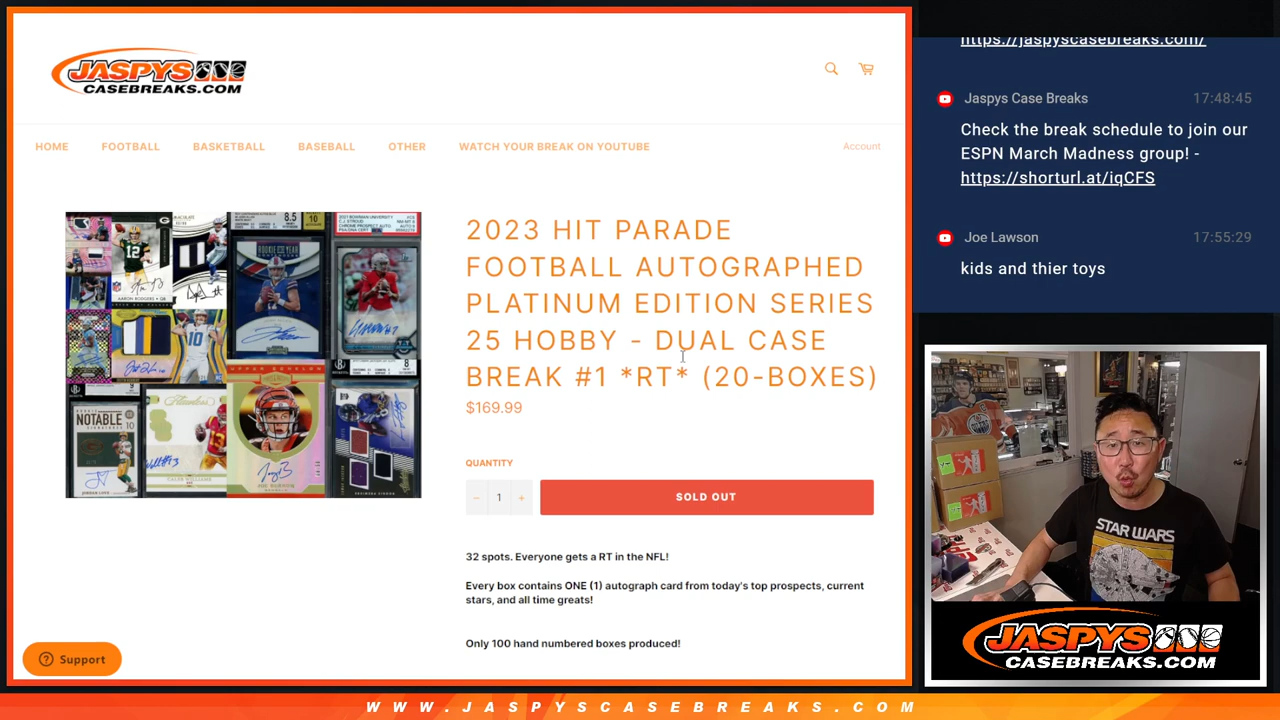 JASPYS
CASEBREAKS.COM
HOME
FOOTBALL
BASKETBALL
BASEBALL
OTHER
WATCH YOUR BREAK ON YOUTUBE
Account
2023 HIT PARADE
FOOTBALL AUTOGRAPHED
PLATINUM EDITION SERIES
25 HOBBY - DUAL CASE
BREAK #1 *RT* (20-BOXES)
$169.99
QUANTITY
− 1 +
SOLD OUT
32 spots. Everyone gets a RT in the NFL!
Every box contains ONE (1) autograph card from today's top prospects, current
stars, and all time greats!
Only 100 hand numbered boxes produced!
Support
https://jaspyscasebreaks.com/
Jaspys Case Breaks 17:48:45
Check the break schedule to join our
ESPN March Madness group! -
https://shorturl.at/iqCFS
Joe Lawson 17:55:29
kids and thier toys
STAR WARS
JASPYS
CASEBREAKS.COM
WWW.JASPYSCASEBREAKS.COM